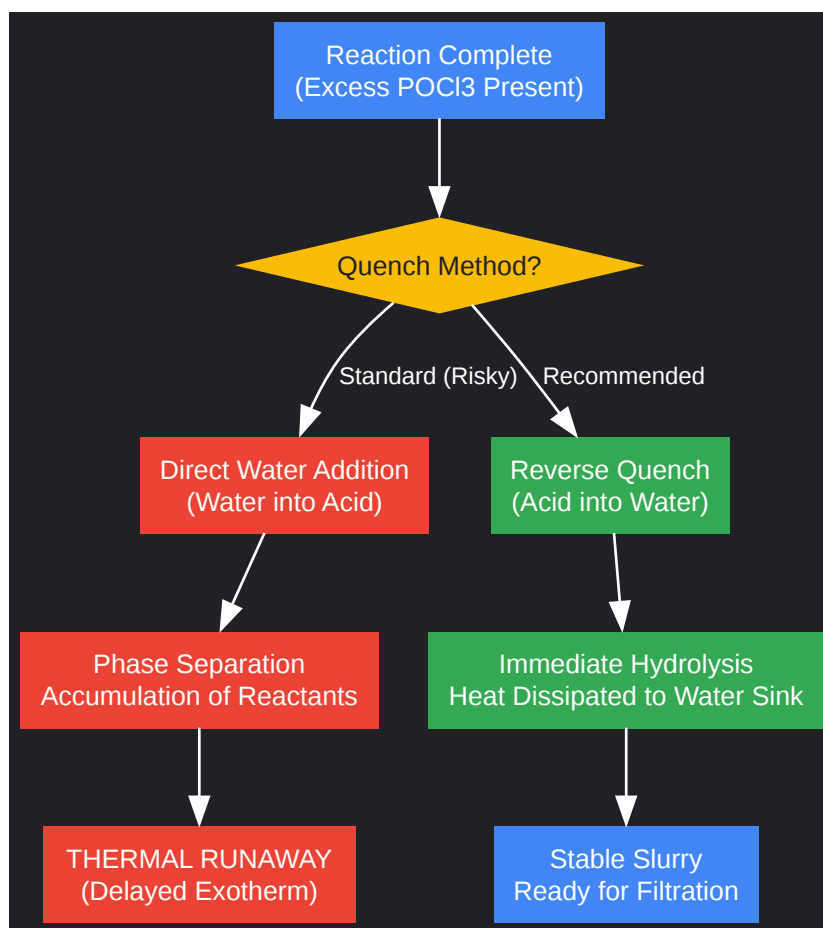 Reaction Complete
(Excess POCl3 Present)
Quench Method?
Standard (Risky)
Recommended
Direct Water Addition
(Water into Acid)
Reverse Quench
(Acid into Water)
Phase Separation
Accumulation of Reactants
Immediate Hydrolysis
Heat Dissipated to Water Sink
THERMAL RUNAWAY
(Delayed Exotherm)
Stable Slurry
Ready for Filtration